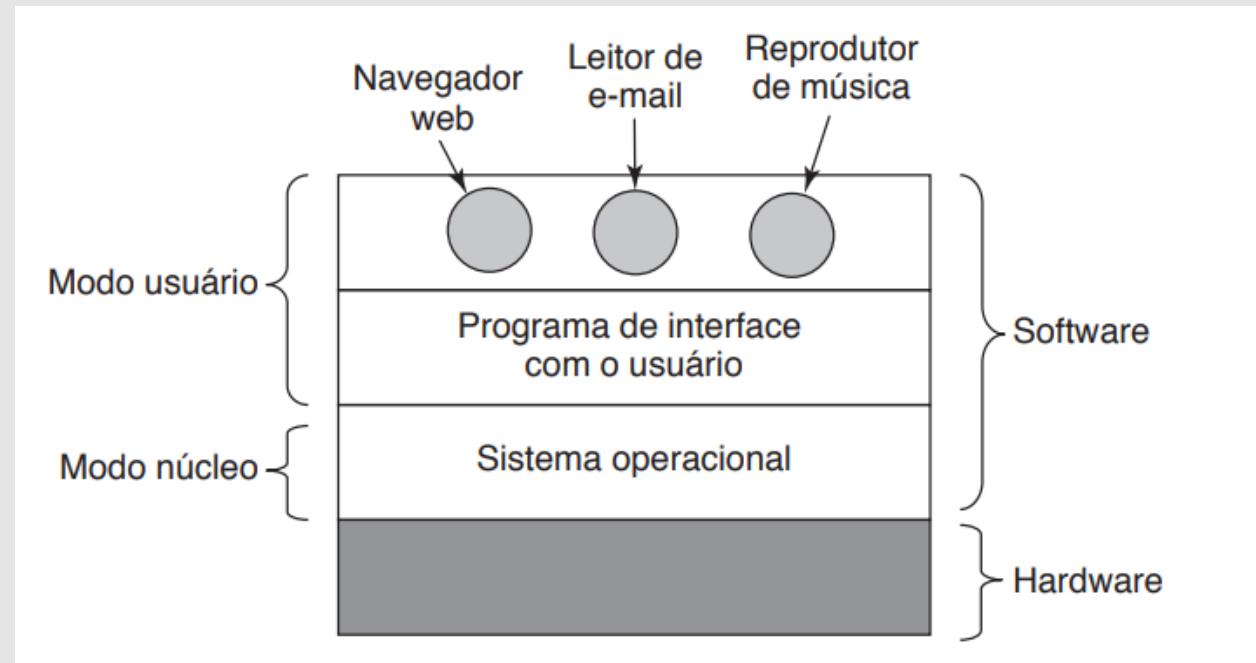 Navegador
web
Leitor de
e-mail
Reprodutor
de música
Modo usuário
Programa de interface
com o usuário
Software
Modo núcleo
Sistema operacional
Hardware